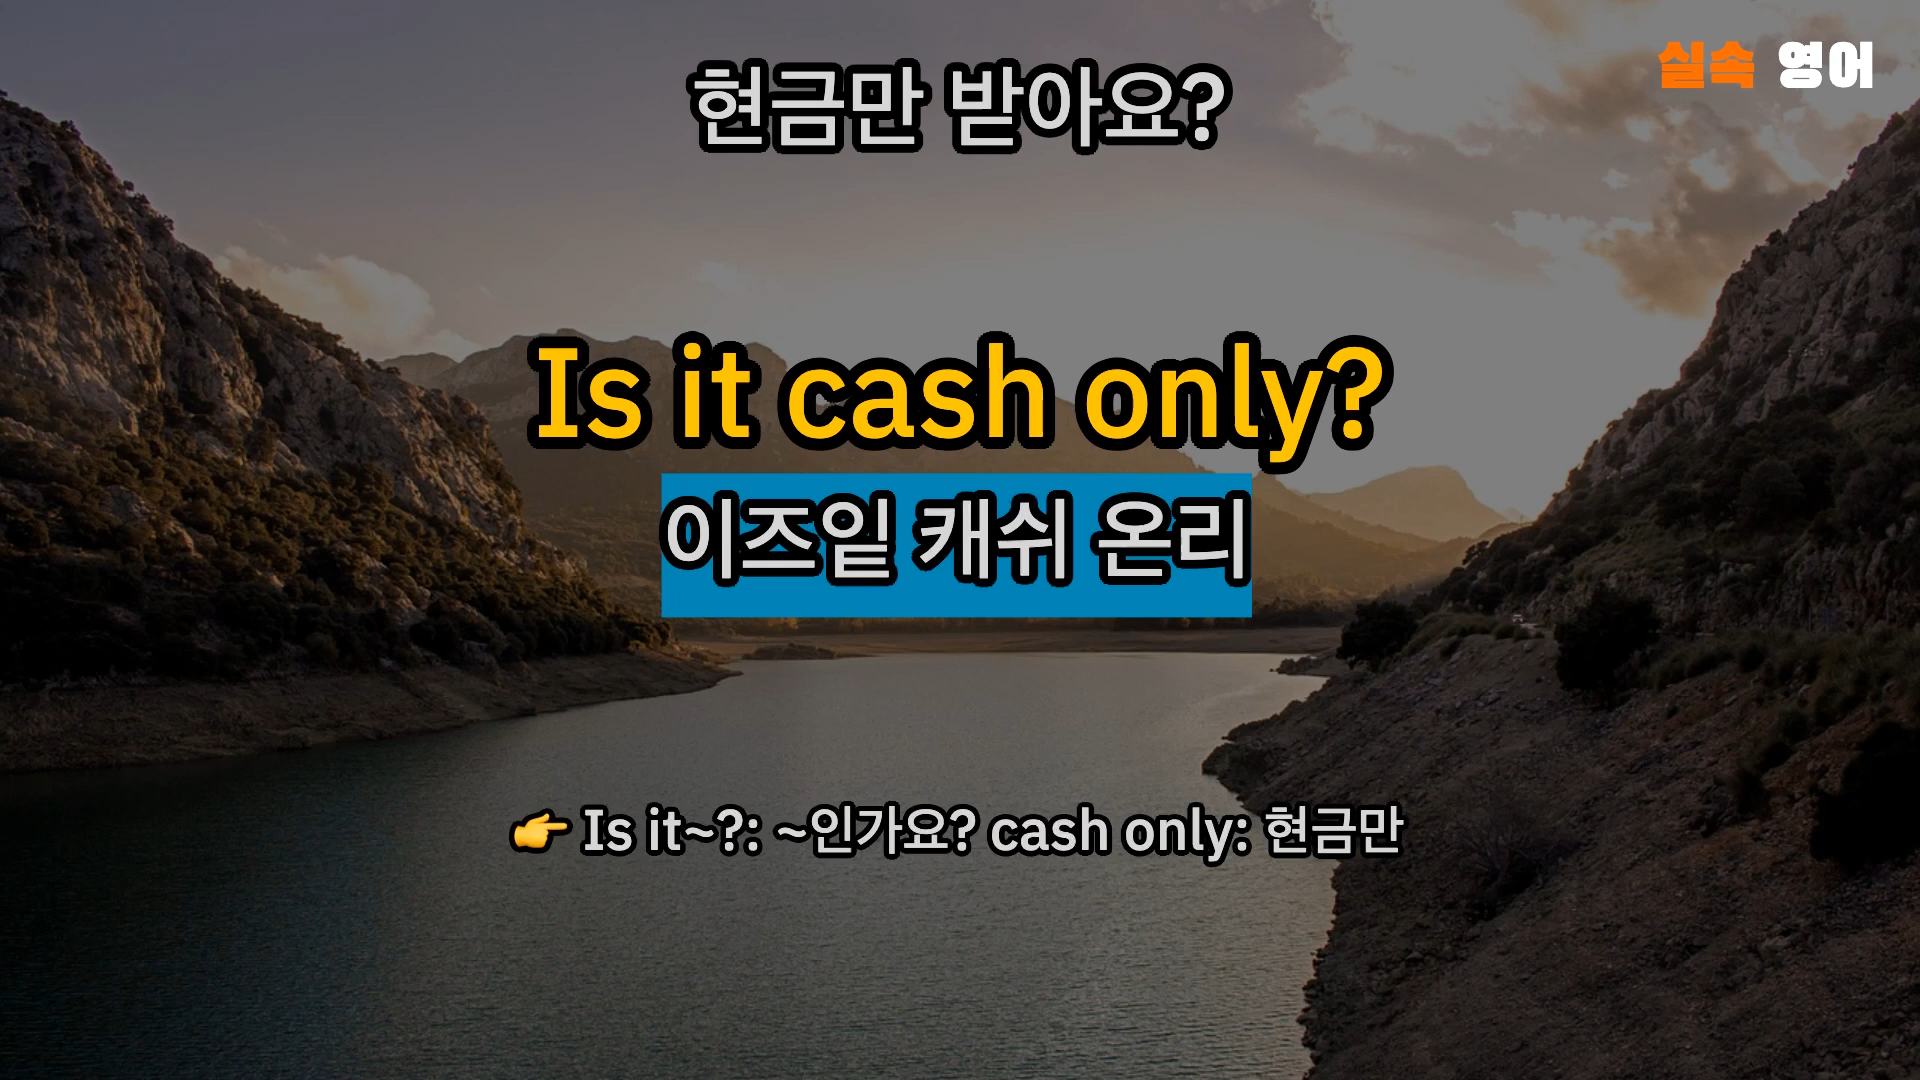 실속 영어
현금만 받아요?
Is it cash only?
이즈잍 캐쉬 온리
👉 Is it~?: ~인가요? cash only: 현금만